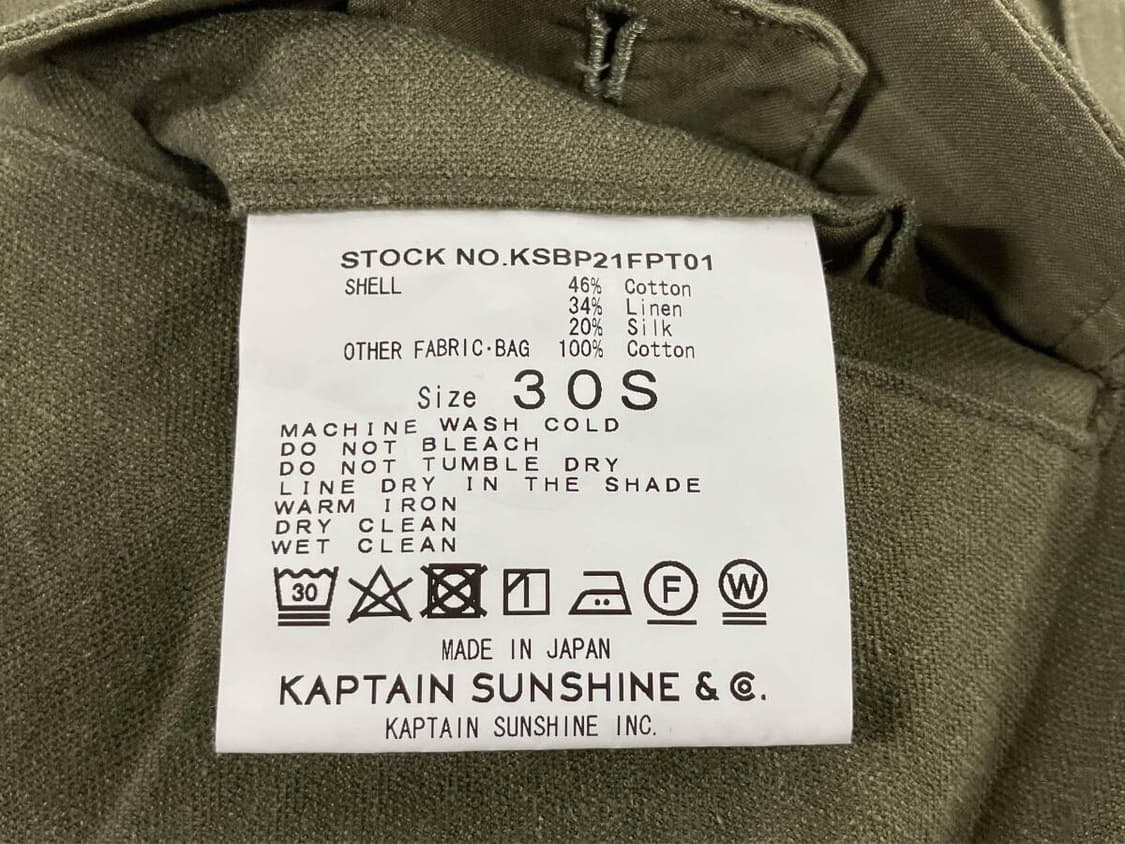 STOCK NO.KSBP21FPT01
SHELL 46% Cotton
34% Linen
20% Silk
OTHER FABRIC·BAG 100% Cotton
Size 30S
MACHINE WASH COLD
DO NOT BLEACH
DO NOT TUMBLE DRY
LINE DRY IN THE SHADE
WARM IRON
DRY CLEAN
WET CLEAN
30 F W
MADE IN JAPAN
KAPTAIN SUNSHINE & Co.
KAPTAIN SUNSHINE INC.